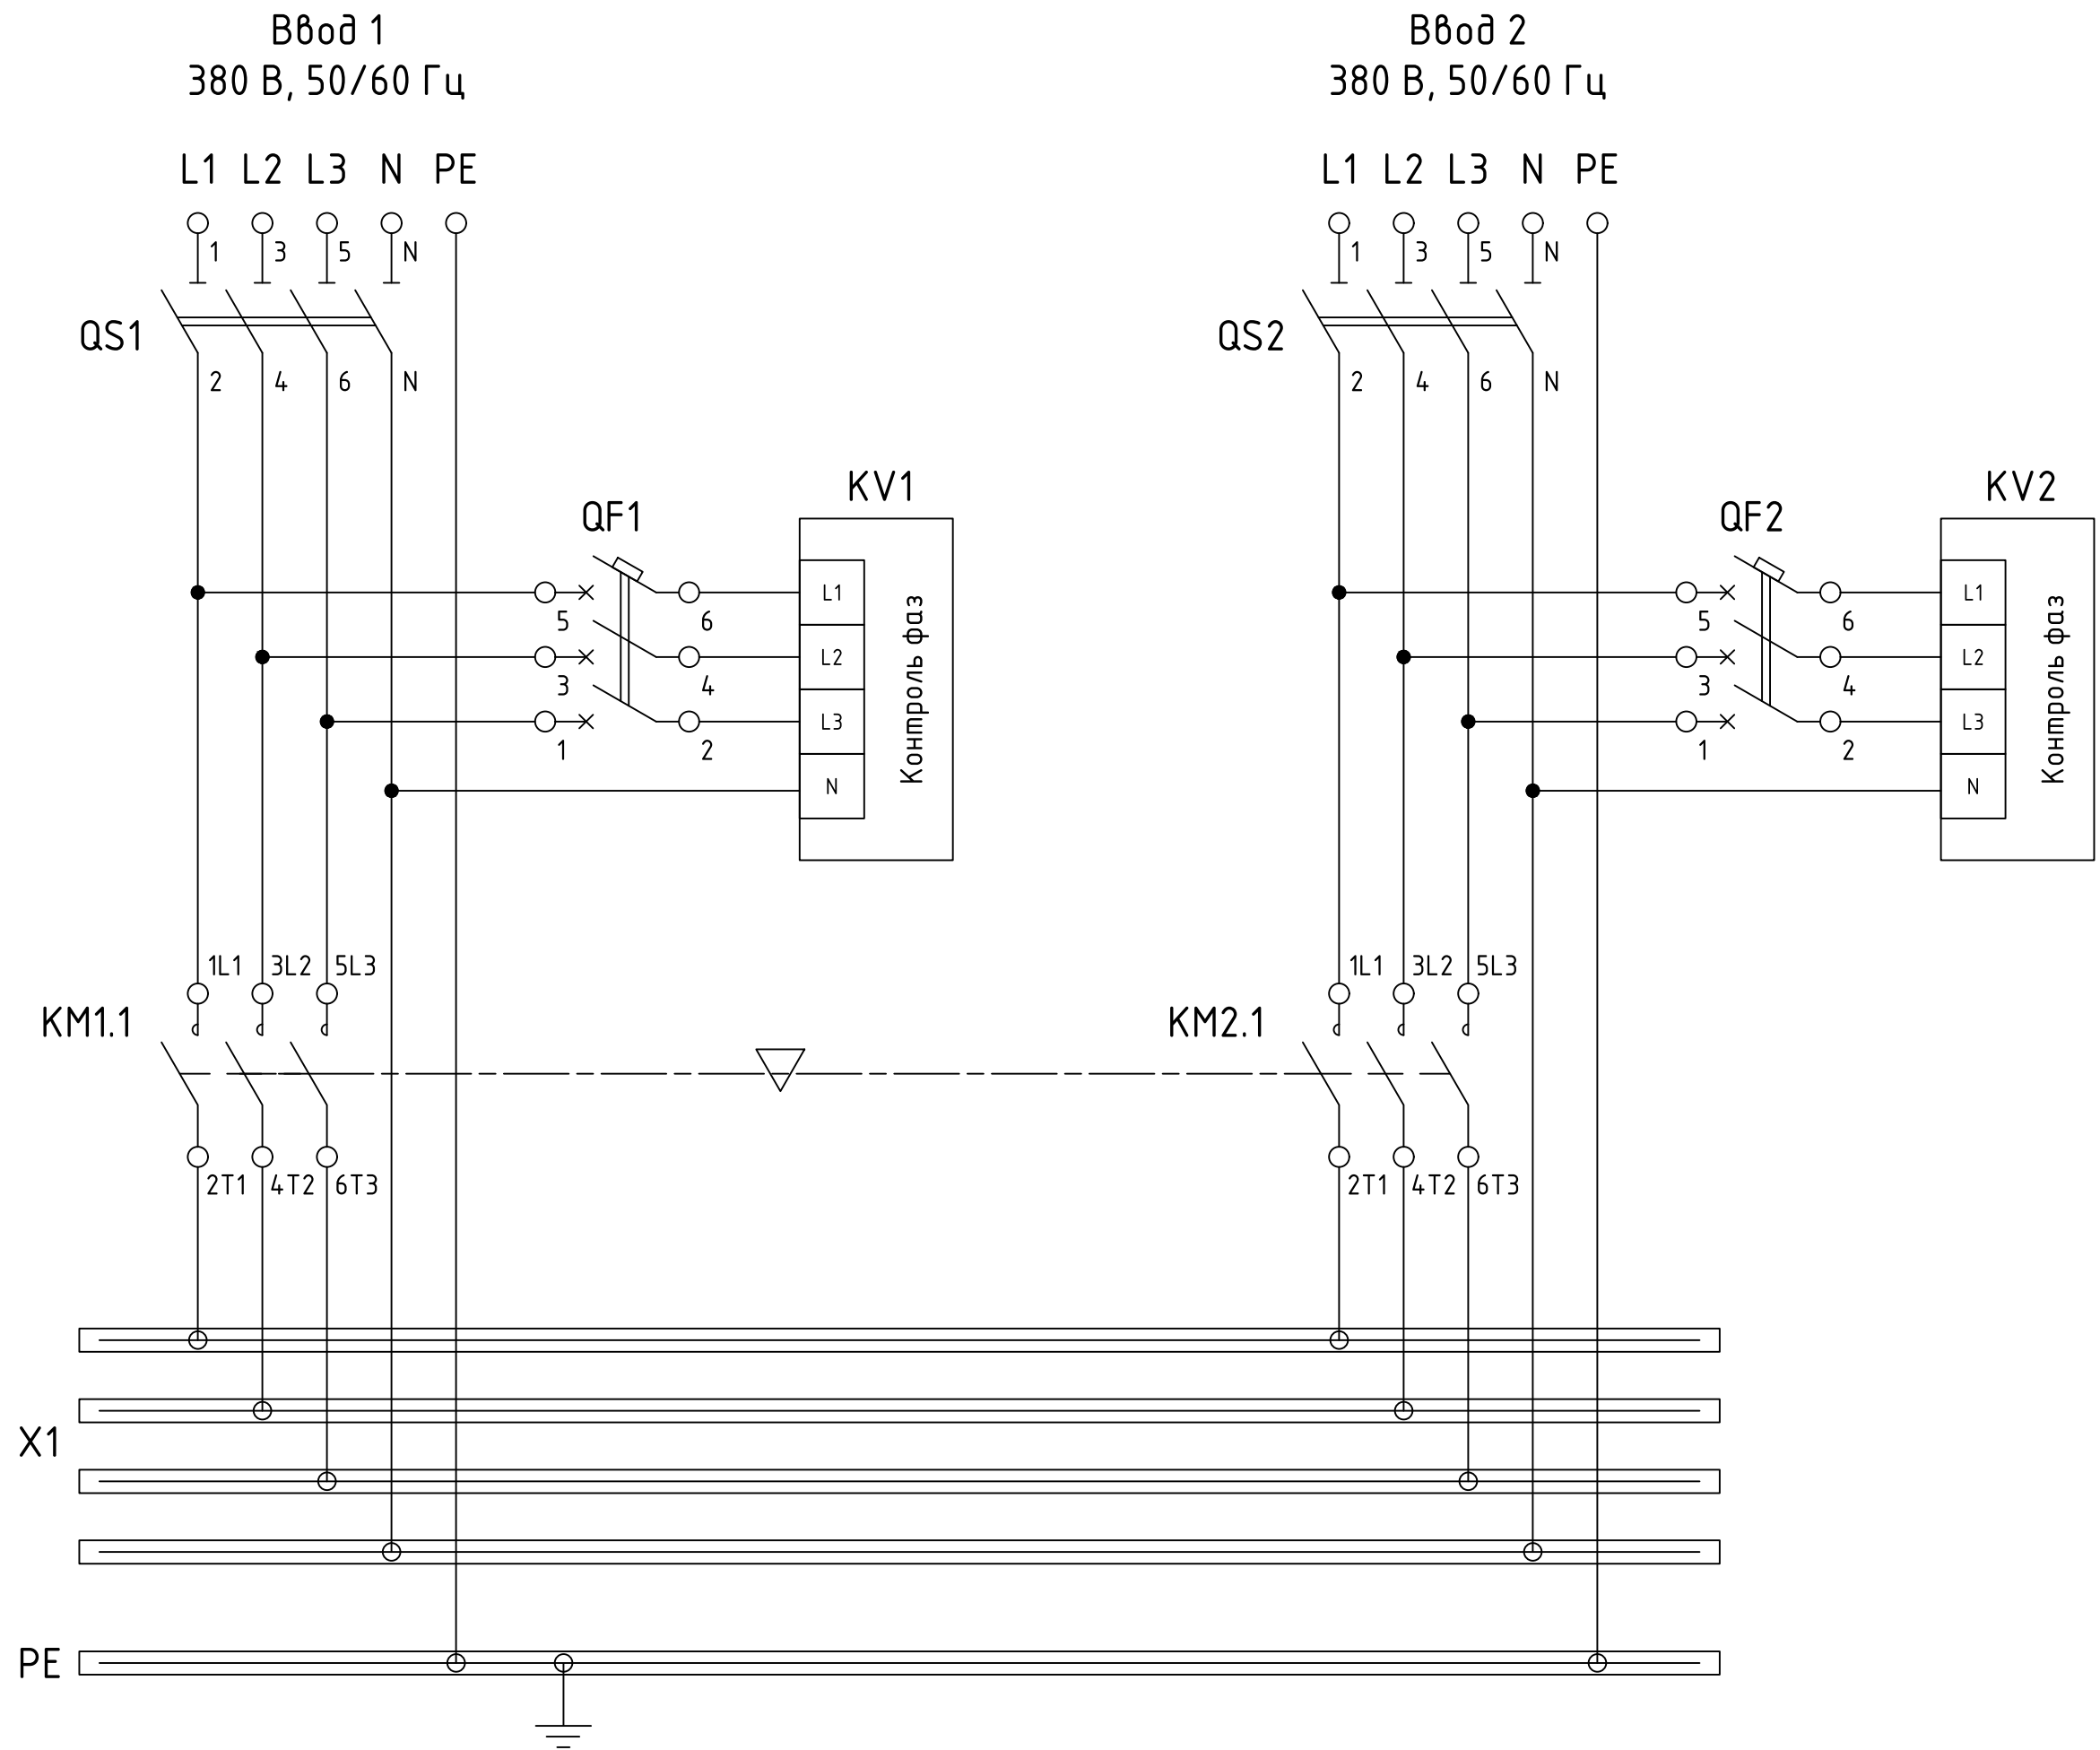 Ввод 1
380 В, 50/60 Гц
L1 L2 L3 N PE
1 3 5 N
QS1
2 4 6 N
KV1
QF1
L1
5 6
L2
3 4
L3
1 2
N
Контроль фаз
1L1 3L2 5L3
KM1.1
2T1 4T2 6T3
Ввод 2
380 В, 50/60 Гц
L1 L2 L3 N PE
1 3 5 N
QS2
2 4 6 N
KV2
QF2
L1
5 6
L2
3 4
L3
1 2
N
Контроль фаз
1L1 3L2 5L3
KM2.1
2T1 4T2 6T3
X1
PE